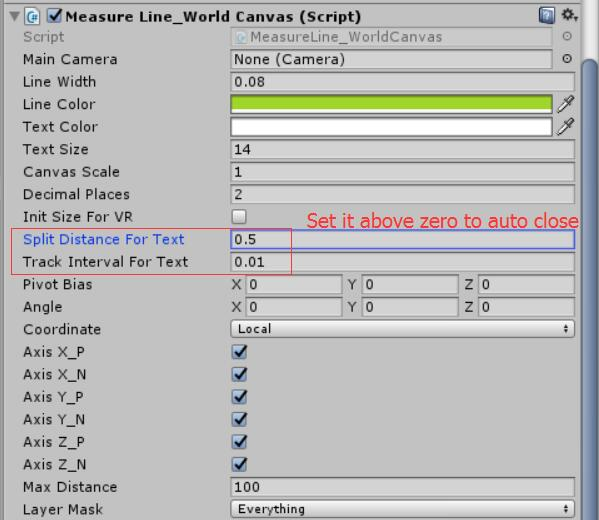 Measure Line_World Canvas (Script)
Script MeasureLine_WorldCanvas
Main Camera None (Camera)
Line Width 0.08
Line Color
Text Color
Text Size 14
Canvas Scale 1
Decimal Places 2
Init Size For VR
Set it above zero to auto close
Split Distance For Text 0.5
Track Interval For Text 0.01
Pivot Bias X 0 Y 0 Z 0
Angle X 0 Y 0 Z 0
Coordinate Local
Axis X_P
Axis X_N
Axis Y_P
Axis Y_N
Axis Z_P
Axis Z_N
Max Distance 100
Layer Mask Everything